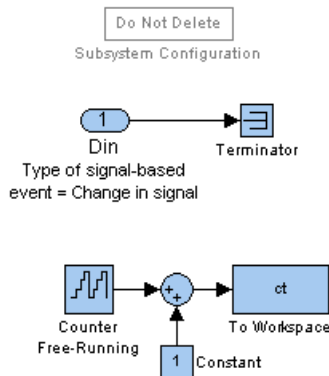 Do Not Delete
Subsystem Configuration
1
Din
Type of signal-based
event = Change in signal
Terminator
Counter
Free-Running
+
+
1
Constant
ct
To Workspace